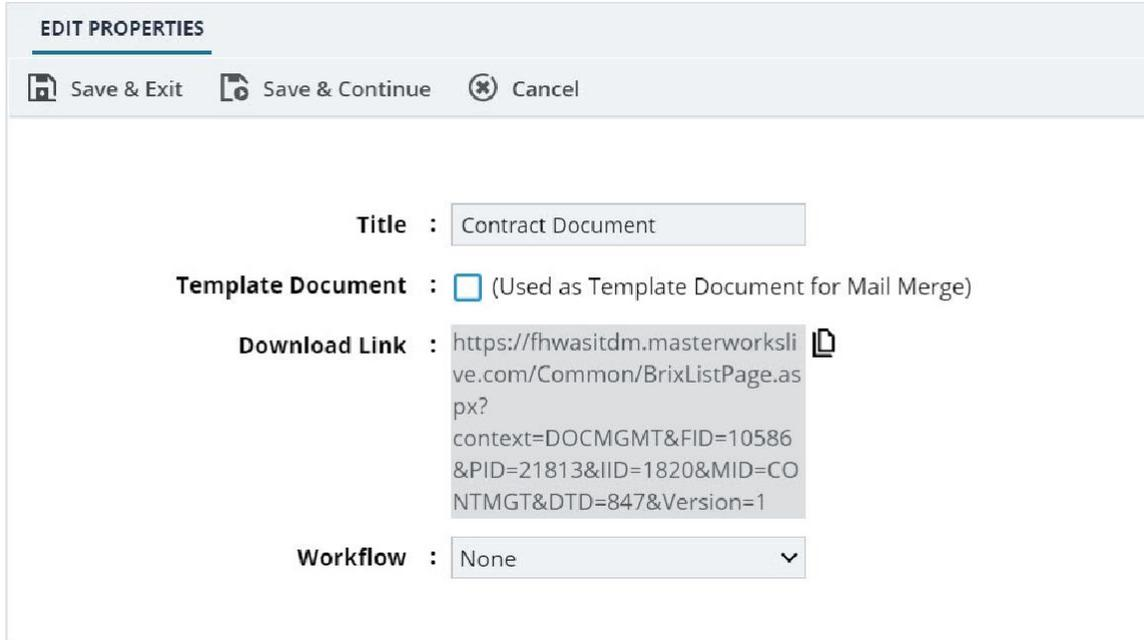 EDIT PROPERTIES
Save & Exit Save & Continue Cancel
Title : Contract Document
Template Document : (Used as Template Document for Mail Merge)
Download Link : https://fhwasitdm.masterworksli
ve.com/Common/BrixListPage.as
px?
context=DOCMGMT&FID=10586
&PID=21813&IID=1820&MID=CO
NTMGT&DTD=847&Version=1
Workflow : None